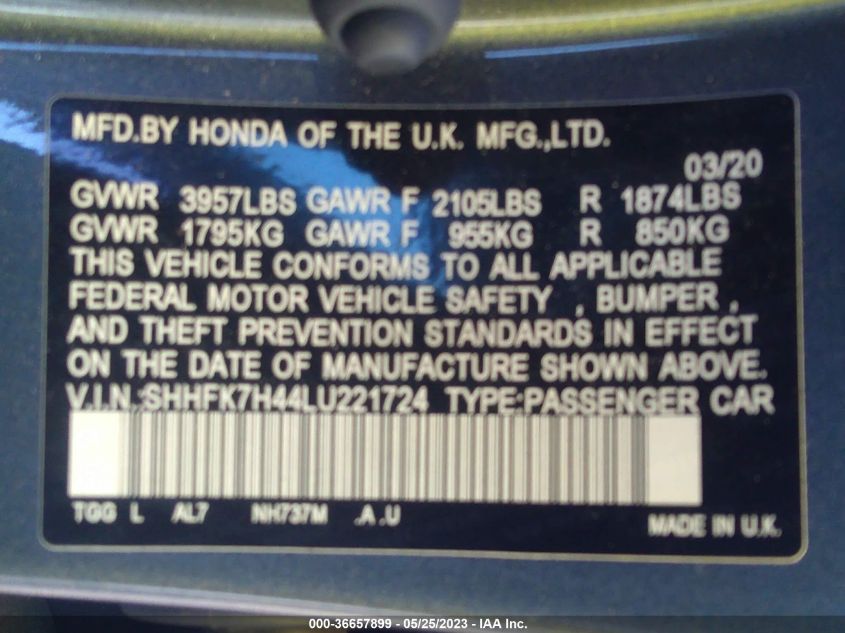 MFD.BY HONDA OF THE U.K. MFG.,LTD.
03/20
GVWR 3957LBS GAWR F 2105LBS R 1874LBS
GVWR 1795KG GAWR F 955KG R 850KG
THIS VEHICLE CONFORMS TO ALL APPLICABLE
FEDERAL MOTOR VEHICLE SAFETY , BUMPER ,
AND THEFT PREVENTION STANDARDS IN EFFECT
ON THE DATE OF MANUFACTURE SHOWN ABOVE.
V.I.N.:SHHFK7H44LU221724 TYPE:PASSENGER CAR
TGG L AL7 NH737M .A .U
MADE IN U.K.
000-36657899 — 05/25/2023 — IAA Inc.